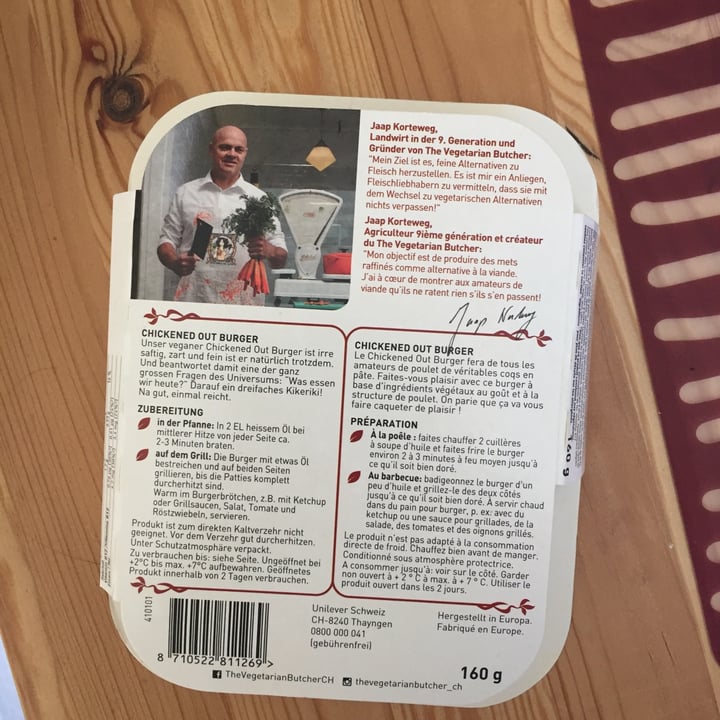 Jaap Korteweg,
Landwirt in der 9. Generation und
Gründer von The Vegetarian Butcher:
"Mein Ziel ist es, feine Alternativen zu
Fleisch herzustellen. Es ist mir ein Anliegen,
Fleischliebhabern zu vermitteln, dass sie mit
dem Wechsel zu vegetarischen Alternativen
nichts verpassen!"
Jaap Korteweg,
Agriculteur 9ième génération et créateur
du The Vegetarian Butcher:
"Mon objectif est de produire des mets
raffinés comme alternative à la viande.
J'ai à cœur de montrer aux amateurs de
viande qu'ils ne ratent rien s'ils s'en passent!
CHICKENED OUT BURGER
Unser veganer Chickened Out Burger ist irre
saftig, zart und fein ist er natürlich trotzdem.
Und beantwortet damit eine der ganz
grossen Fragen des Universums: "Was essen
wir heute?" Darauf ein dreifaches Kikeriki!
Na gut, einmal reicht.
ZUBEREITUNG
in der Pfanne: In 2 EL heissem Öl bei
mittlerer Hitze von jeder Seite ca.
2-3 Minuten braten.
auf dem Grill: Die Burger mit etwas Öl
bestreichen und auf beiden Seiten
grillieren, bis die Patties komplett
durcherhitzt sind.
Warm im Burgerbrötchen, z.B. mit Ketchup
oder Grillsaucen, Salat, Tomate und
Röstzwiebeln, servieren.
Produkt ist zum direkten Kaltverzehr nicht
geeignet. Vor dem Verzehr gut durcherhitzen.
Unter Schutzatmosphäre verpackt.
Zu verbrauchen bis: siehe Seite. Ungeöffnet bei
+2°C bis max. +7°C aufbewahren. Geöffnetes
Produkt innerhalb von 2 Tagen verbrauchen.
CHICKENED OUT BURGER
Le Chickened Out Burger fera de tous les
amateurs de poulet de véritables coqs en
pâte. Faites-vous plaisir avec ce burger à
base d'ingrédients végétaux au goût et à la
structure de poulet. On parie que ça va vous
faire caqueter de plaisir !
PRÉPARATION
À la poêle : faites chauffer 2 cuillères
à soupe d'huile et faites frire le burger
environ 2 à 3 minutes à feu moyen jusqu'à
ce qu'il soit bien doré.
Au barbecue: badigeonnez le burger d'un
peu d'huile et grillez-le des deux côtés
jusqu'à ce qu'il soit bien doré. À servir chaud
dans du pain pour burger, p. ex: avec du
ketchup ou une sauce pour grillades, de la
salade, des tomates et des oignons grillés.
Le produit n'est pas adapté à la consommation
directe de froid. Chauffez bien avant de manger.
Conditionné sous atmosphère protectrice.
A consommer jusqu'à: voir sur le côté. Garder
non ouvert à + 2° C à max. à + 7° C. Utiliser le
produit ouvert dans les 2 jours.
410101
8 710522 811269 >
Unilever Schweiz
CH-8240 Thayngen
0800 000 041
(gebührenfrei)
Hergestellt in Europa.
Fabriqué en Europe.
160 g
TheVegetarianButcherCH
thevegetarianbutcher_ch